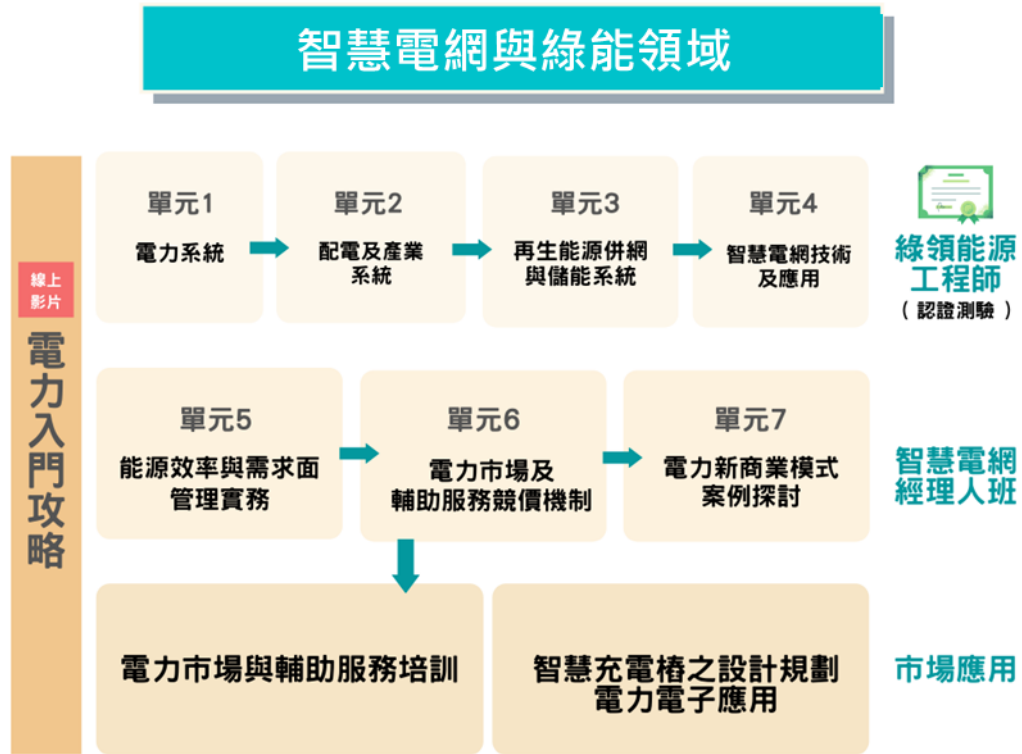 智慧電網與綠能領域
線上
影片
電力入門攻略
單元1
電力系統
單元2
配電及產業
系統
單元3
再生能源併網
與儲能系統
單元4
智慧電網技術
及應用
綠領能源
工程師
( 認證測驗 )
單元5
能源效率與需求面
管理實務
單元6
電力市場及
輔助服務競價機制
單元7
電力新商業模式
案例探討
智慧電網
經理人班
電力市場與輔助服務培訓
智慧充電樁之設計規劃
電力電子應用
市場應用